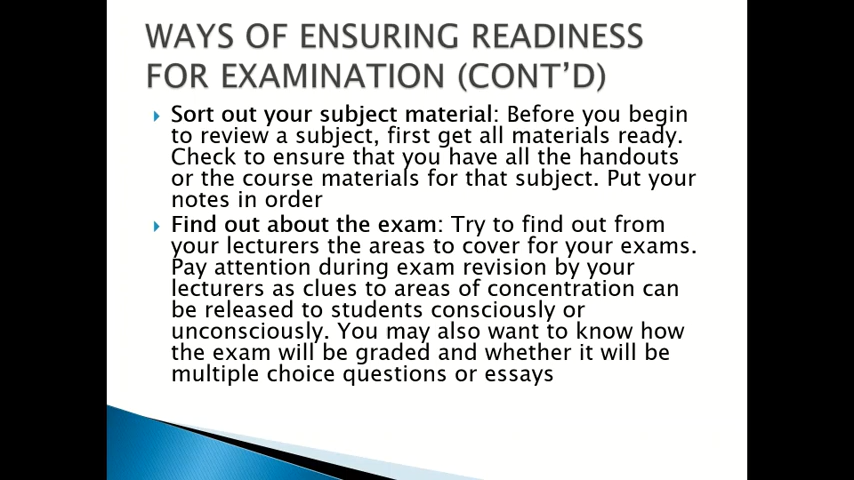 WAYS OF ENSURING READINESS
FOR EXAMINATION (CONT’D)
Sort out your subject material: Before you begin
to review a subject, first get all materials ready.
Check to ensure that you have all the handouts
or the course materials for that subject. Put your
notes in order
Find out about the exam: Try to find out from
your lecturers the areas to cover for your exams.
Pay attention during exam revision by your
lecturers as clues to areas of concentration can
be released to students consciously or
unconsciously. You may also want to know how
the exam will be graded and whether it will be
multiple choice questions or essays